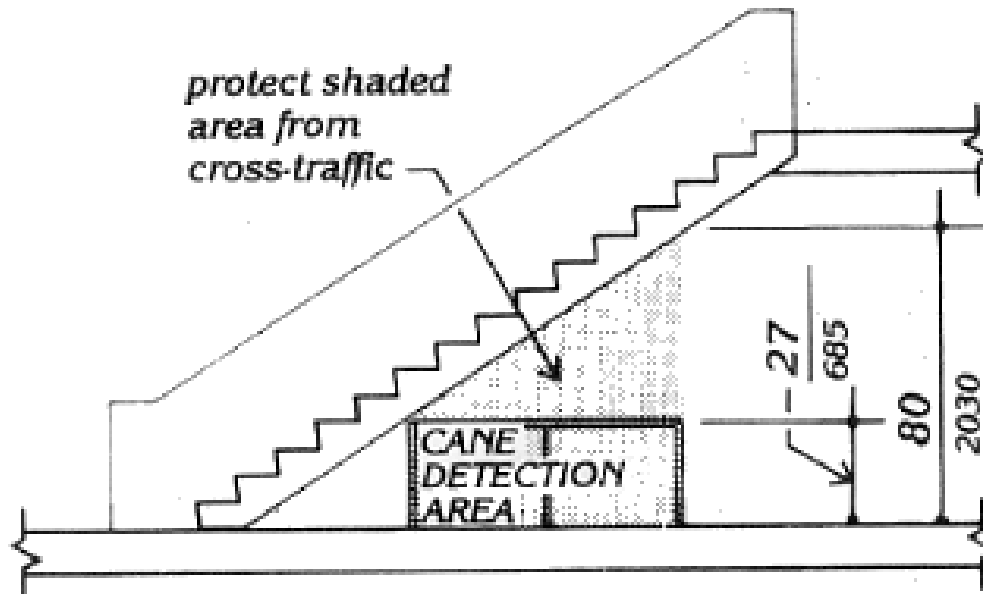 protect shaded
area from
cross-traffic
27
685
80
2030
CANE
DETECTION
AREA